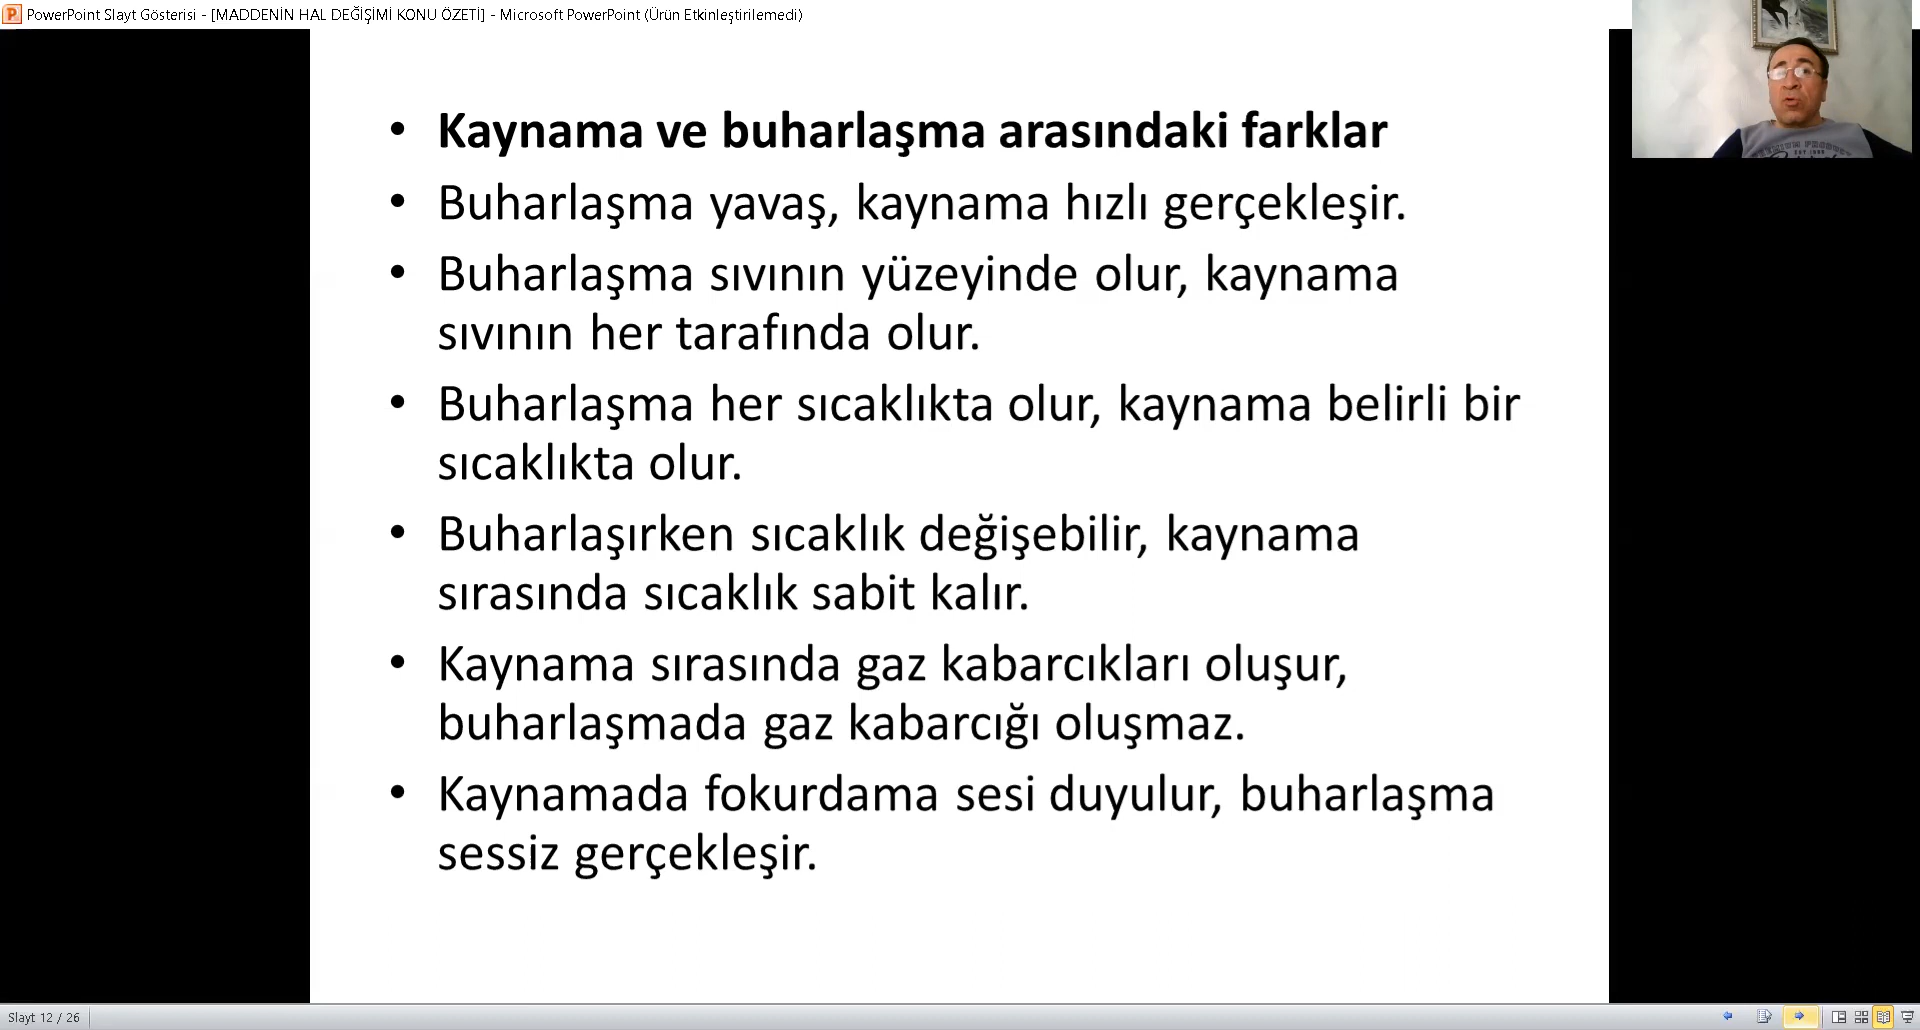 PowerPoint Slayt Gösterisi - [MADDENİN HAL DEĞİŞİMİ KONU ÖZETİ] - Microsoft PowerPoint (Ürün Etkinleştirilemedi)
• Kaynama ve buharlaşma arasındaki farklar
• Buharlaşma yavaş, kaynama hızlı gerçekleşir.
• Buharlaşma sıvının yüzeyinde olur, kaynama
sıvının her tarafında olur.
• Buharlaşma her sıcaklıkta olur, kaynama belirli bir
sıcaklıkta olur.
• Buharlaşırken sıcaklık değişebilir, kaynama
sırasında sıcaklık sabit kalır.
• Kaynama sırasında gaz kabarcıkları oluşur,
buharlaşmada gaz kabarcığı oluşmaz.
• Kaynamada fokurdama sesi duyulur, buharlaşma
sessiz gerçekleşir.
Slayt 12 / 26